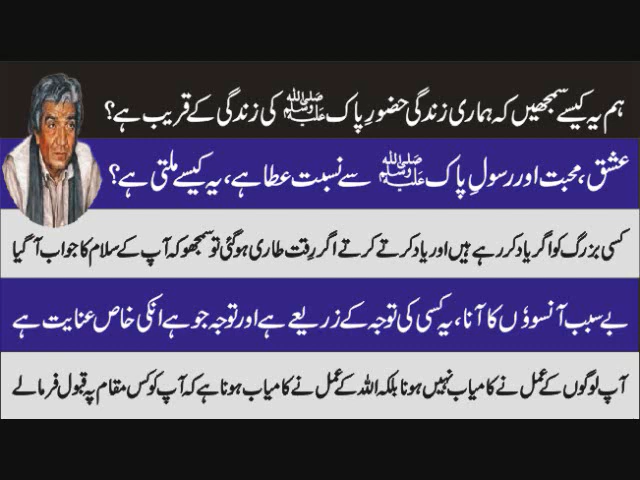 ہم یہ کیسے سمجھیں کہ ہماری زندگی حضورِ پاک ﷺ کی زندگی کے قریب ہے؟
عشق، محبت اور رسولِ پاک ﷺ سے نسبت عطا ہے، یہ کیسے ملتی ہے؟
کسی بزرگ کو اگر یاد کر رہے ہیں اور یاد کرتے کرتے اگر رِقت طاری ہو گئی تو سمجھو کہ آپ کے سلام کا جواب آ گیا
بے سبب آنسوؤں کا آنا، یہ کسی کی توجہ کے زریعے ہے اور توجہ جو ہے انکی خاص عنایت ہے
آپ لوگوں کے عمل نے کامیاب نہیں ہونا بلکہ اللہ کے عمل نے کامیاب ہونا ہے کہ آپ کو کس مقام پہ قبول فرمالے